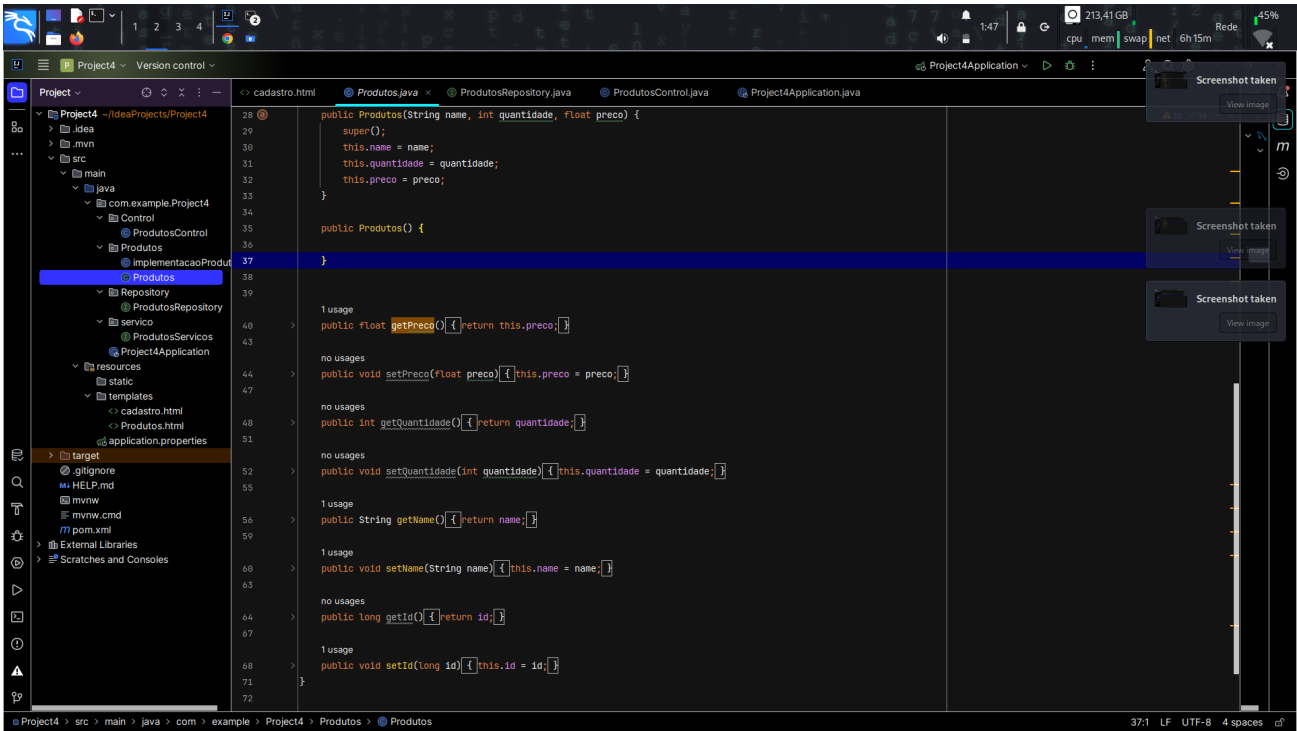 1 2 3 4
2
1:47
213,41 GB
cpu mem swap net 6h15m
Rede
45%
P Project4 Version control
Project4Application
Project
cadastro.html
Produtos.java
ProdutosRepository.java
ProdutosControl.java
Project4Application.java
Screenshot taken
View image
Screenshot taken
View image
Screenshot taken
View image
Project4 ~/IdeaProjects/Project4
.idea
.mvn
src
main
java
com.example.Project4
Control
ProdutosControl
Produtos
implementacaoProdut
Produtos
Repository
ProdutosRepository
servico
ProdutosServicos
Project4Application
resources
static
templates
cadastro.html
Produtos.html
application.properties
target
.gitignore
HELP.md
mvnw
mvnw.cmd
pom.xml
External Libraries
Scratches and Consoles
28 public Produtos(String name, int quantidade, float preco) {
29 super();
30 this.name = name;
31 this.quantidade = quantidade;
32 this.preco = preco;
33 }
34
35 public Produtos() {
36
37 }
38
39
1 usage
40 public float getPreco() { return this.preco; }
43
no usages
44 public void setPreco(float preco) { this.preco = preco; }
47
no usages
48 public int getQuantidade() { return quantidade; }
51
no usages
52 public void setQuantidade(int quantidade) { this.quantidade = quantidade; }
55
1 usage
56 public String getName() { return name; }
59
1 usage
60 public void setName(String name) { this.name = name; }
63
no usages
64 public long getId() { return id; }
67
1 usage
68 public void setId(long id) { this.id = id; }
71 }
72
Project4 > src > main > java > com > example > Project4 > Produtos > Produtos
37:1 LF UTF-8 4 spaces